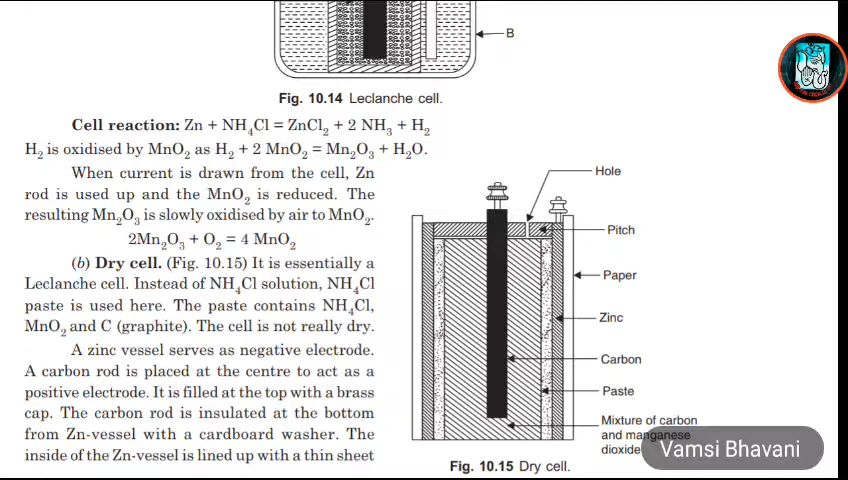 B
Fig. 10.14 Leclanche cell.
Cell reaction: Zn + NH₄Cl = ZnCl₂ + 2 NH₃ + H₂
H₂ is oxidised by MnO₂ as H₂ + 2 MnO₂ = Mn₂O₃ + H₂O.
When current is drawn from the cell, Zn
rod is used up and the MnO₂ is reduced. The
resulting Mn₂O₃ is slowly oxidised by air to MnO₂.
2Mn₂O₃ + O₂ = 4 MnO₂
(b) Dry cell. (Fig. 10.15) It is essentially a
Leclanche cell. Instead of NH₄Cl solution, NH₄Cl
paste is used here. The paste contains NH₄Cl,
MnO₂ and C (graphite). The cell is not really dry.
A zinc vessel serves as negative electrode.
A carbon rod is placed at the centre to act as a
positive electrode. It is filled at the top with a brass
cap. The carbon rod is insulated at the bottom
from Zn-vessel with a cardboard washer. The
inside of the Zn-vessel is lined up with a thin sheet
Hole
Pitch
Paper
Zinc
Carbon
Paste
Mixture of carbon
and manganese
dioxide
Fig. 10.15 Dry cell.
Vamsi Bhavani